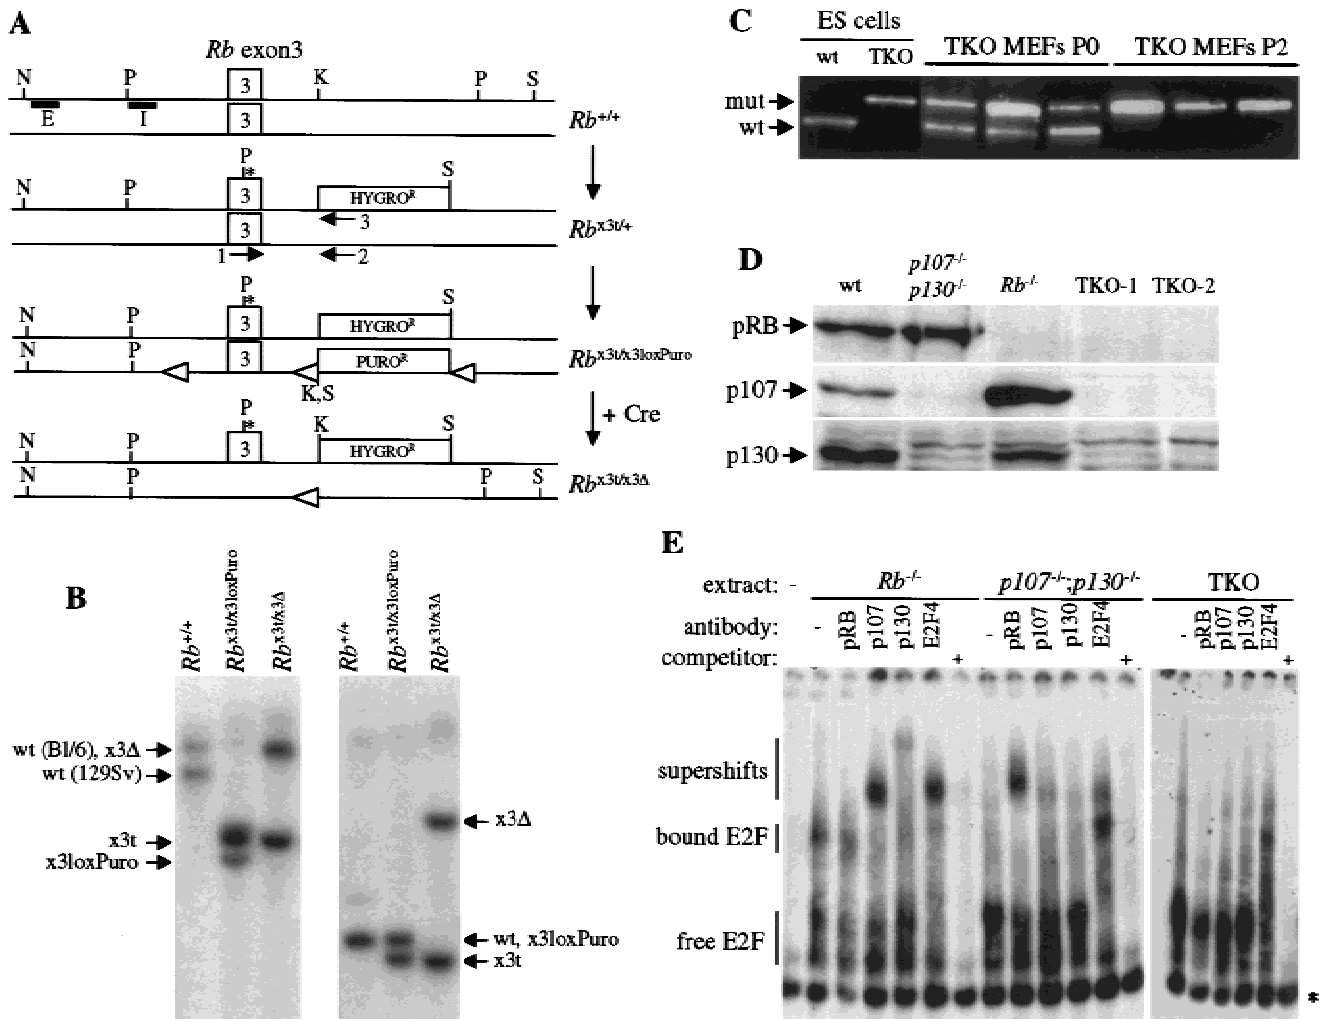 A
Rb exon3
N P 3 K P S
E I 3
Rb+/+
P
*
N P 3 HYGROR S
3
3
Rbx3t/+
1 2
P
*
N P 3 HYGROR S
N P 3 PUROR
Rbx3t/x3loxPuro
K,S
+ Cre
P
*
N P 3 K HYGROR S
N P P S
Rbx3t/x3Δ
B
Rb+/+
Rbx3t/x3loxPuro
Rbx3t/x3Δ
Rb+/+
Rbx3t/x3loxPuro
Rbx3t/x3Δ
wt (Bl/6), x3Δ
wt (129Sv)
x3t
x3loxPuro
x3Δ
wt, x3loxPuro
x3t
C
ES cells
wt TKO TKO MEFs P0 TKO MEFs P2
mut
wt
D
wt p107-/- p130-/- Rb-/- TKO-1 TKO-2
pRB
p107
p130
E
extract: - Rb-/- p107-/-;p130-/- TKO
antibody: - pRB p107 p130 E2F4 - pRB p107 p130 E2F4 - pRB p107 p130 E2F4
competitor: + + +
supershifts
bound E2F
free E2F
*